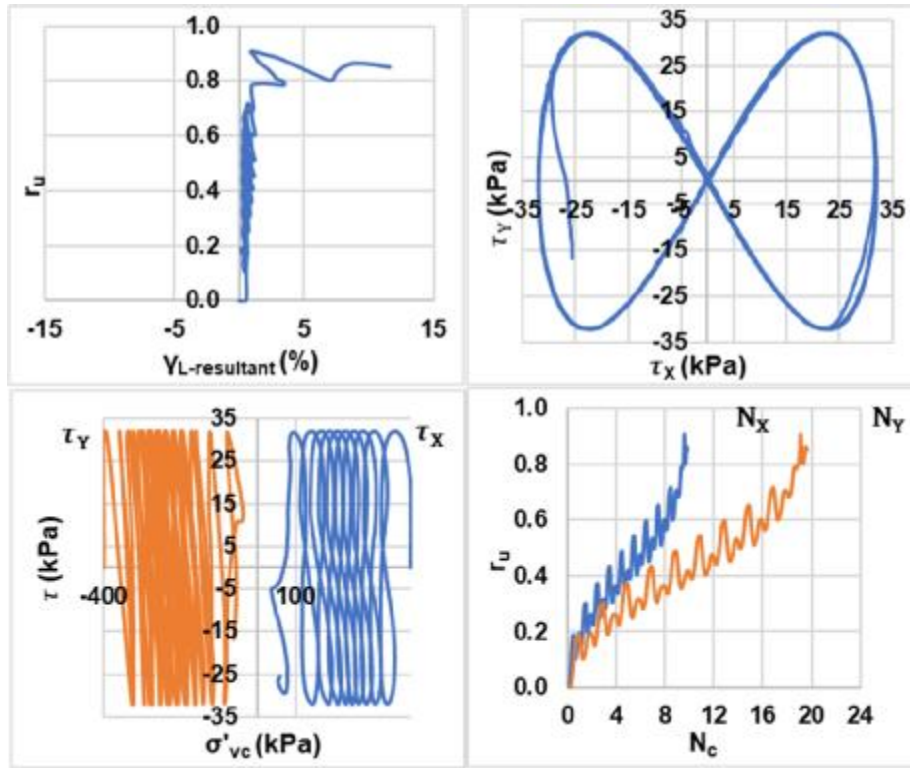 1.0
0.8
0.6
0.4
0.2
0.0
r_u
-15 -5 5 15
γ_L-resultant (%)
35
25
15
5
-5
-15
-25
-35
τ_Y (kPa)
-35 -25 -15 -5 5 15 25 35
τ_X (kPa)
τ_Y
τ_X
35
25
15
5
-5
-15
-25
-35
τ (kPa)
-400 100
σ'_vc (kPa)
N_X N_Y
1.0
0.8
0.6
0.4
0.2
0.0
r_u
0 4 8 12 16 20 24
N_c